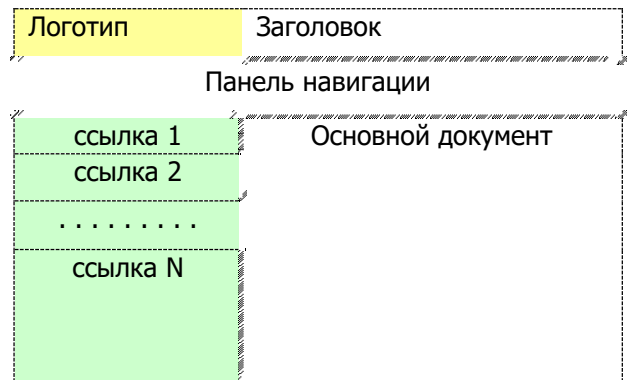 Логотип Заголовок
Панель навигации
ссылка 1 Основной документ
ссылка 2
. . . . . . . . .
ссылка N